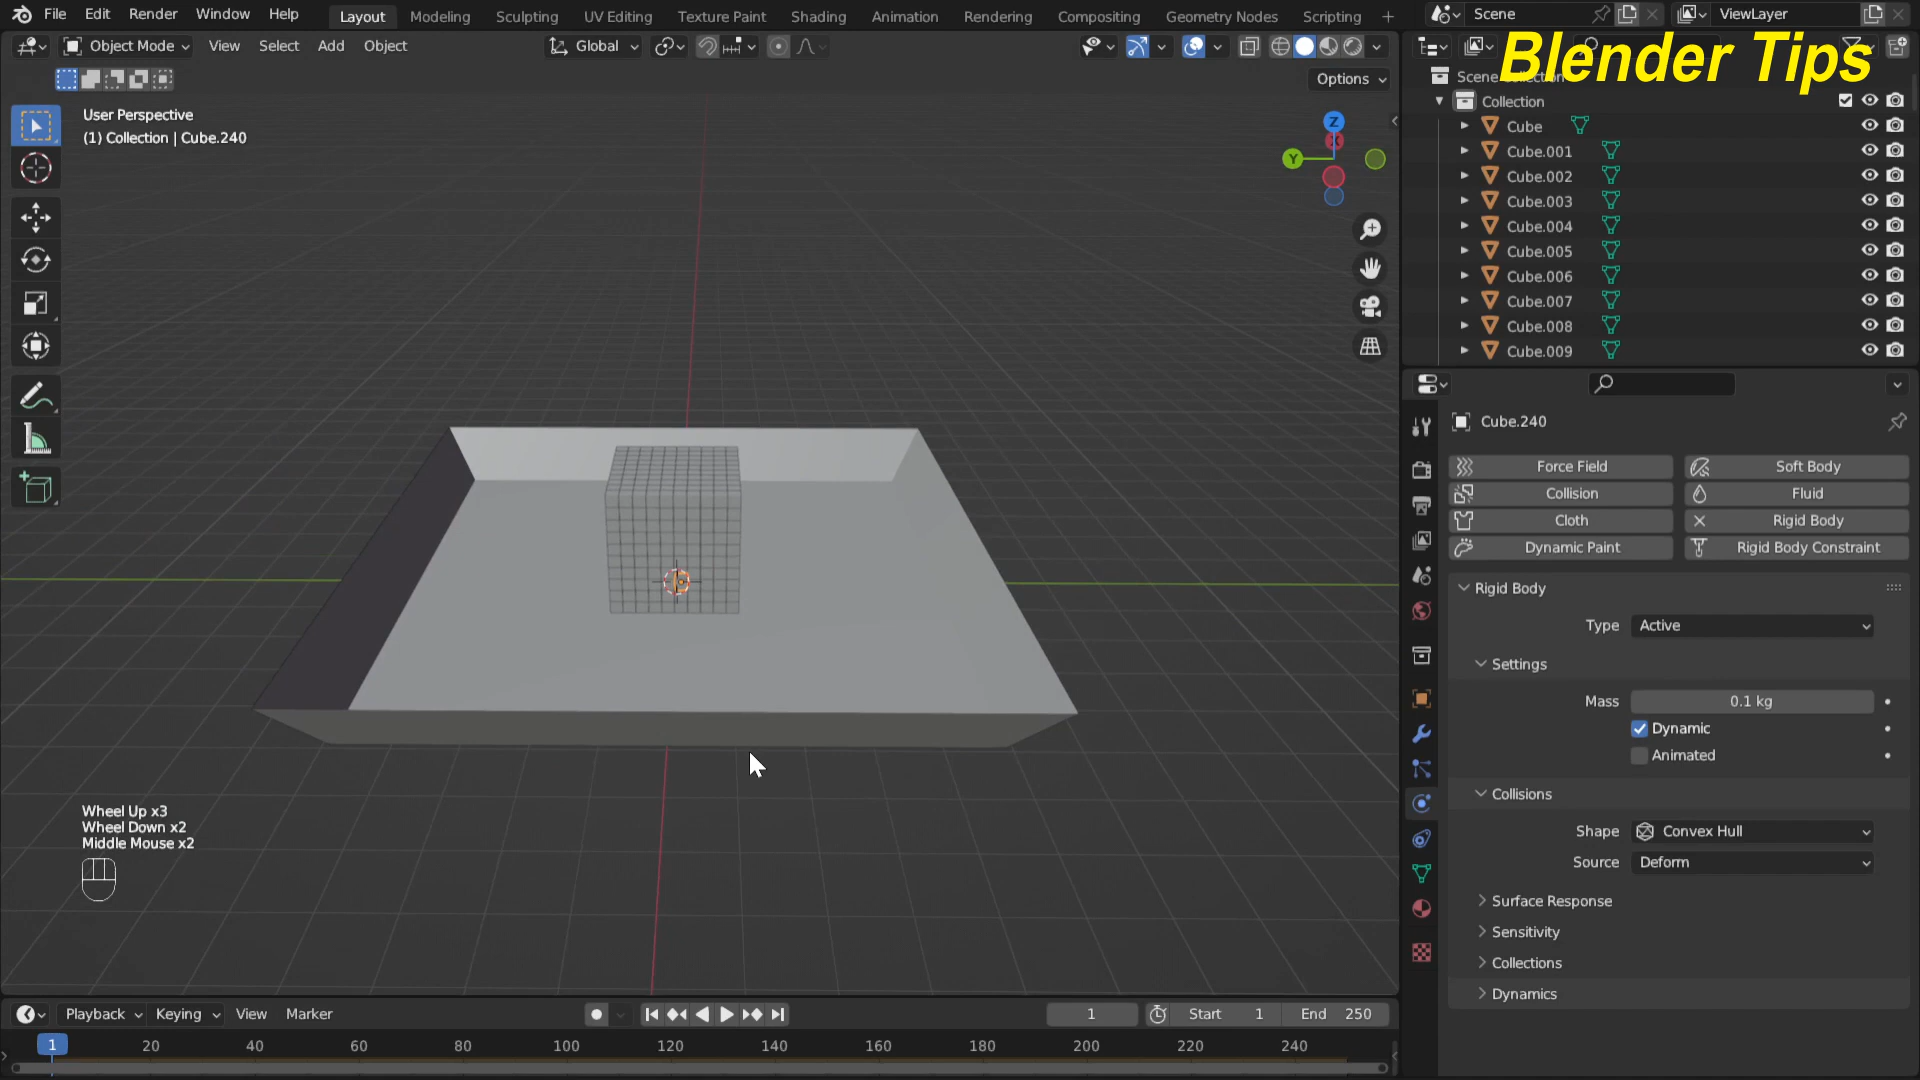 File Edit Render Window Help Layout Modeling Sculpting UV Editing Texture Paint Shading Animation Rendering Compositing Geometry Nodes Scripting + Scene ViewLayer
Object Mode View Select Add Object Global
Blender Tips
Options
Scene Collection
Collection
Cube
Cube.001
Cube.002
Cube.003
Cube.004
Cube.005
Cube.006
Cube.007
Cube.008
Cube.009
User Perspective
(1) Collection | Cube.240
Z
X
Y
Cube.240
Force Field Soft Body
Collision Fluid
Cloth Rigid Body
Dynamic Paint Rigid Body Constraint
Rigid Body
Type Active
Settings
Mass 0.1 kg
Dynamic
Animated
Collisions
Shape Convex Hull
Source Deform
Surface Response
Sensitivity
Collections
Dynamics
Wheel Up x3
Wheel Down x2
Middle Mouse x2
Playback Keying View Marker 1 Start 1 End 250
1 20 40 60 80 100 120 140 160 180 200 220 240